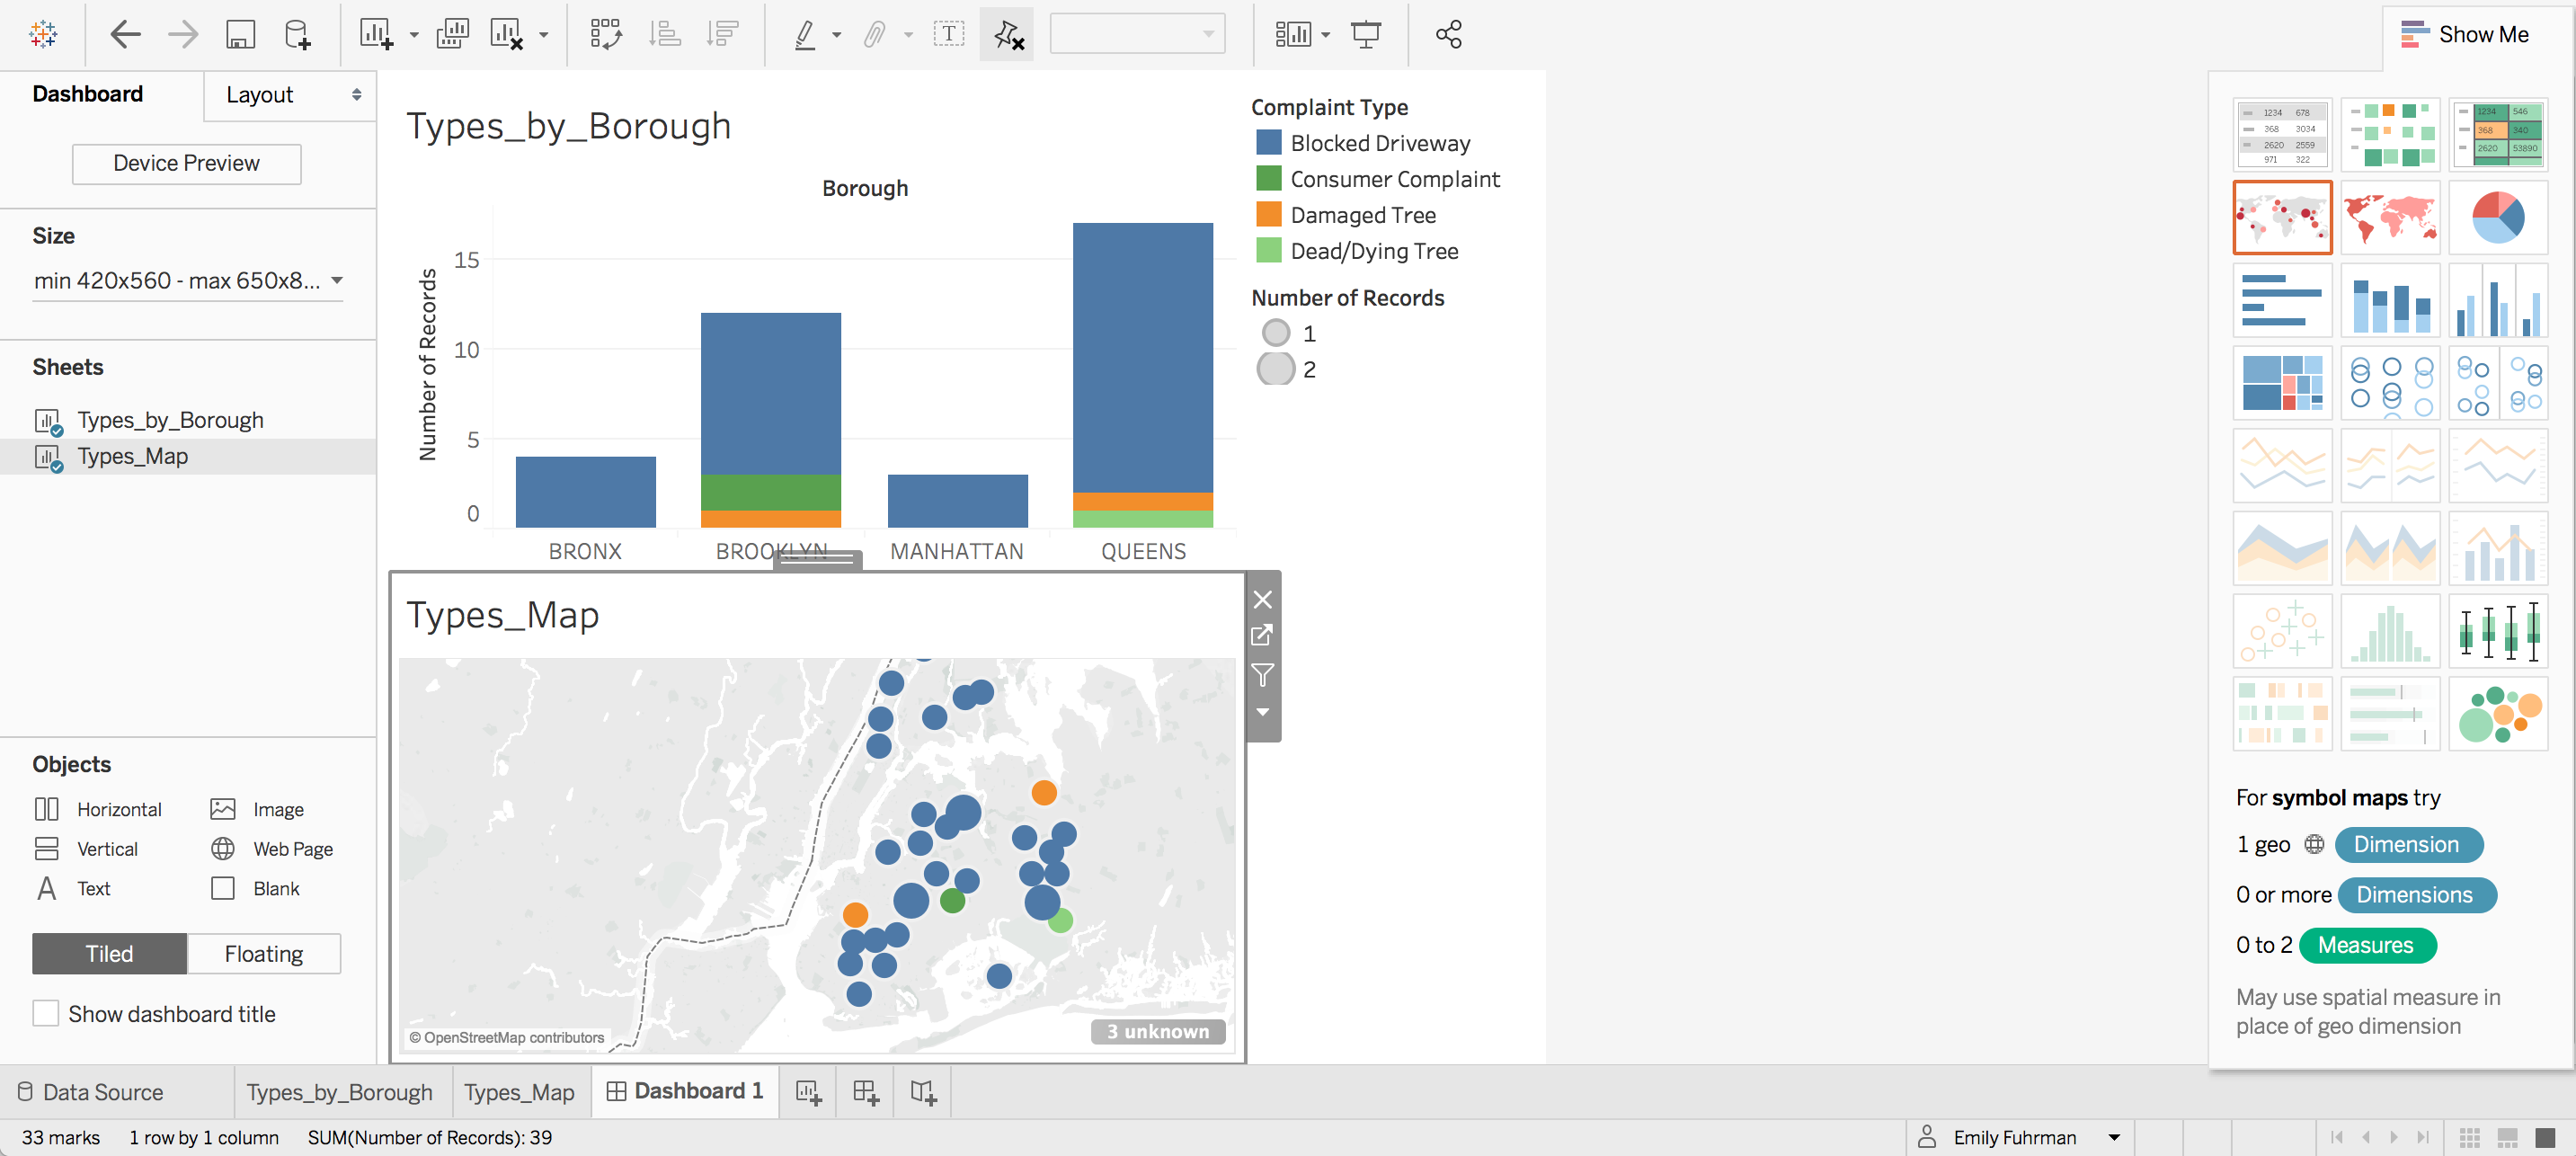 Show Me
Dashboard
Layout
Device Preview
Size
min 420x560 - max 650x8...
Sheets
Types_by_Borough
Types_Map
Objects
Horizontal
Image
Vertical
Web Page
A Text
Blank
Tiled
Floating
Show dashboard title
T
Types_by_Borough
Borough
Number of Records
15
10
5
0
BRONX
BROOKLYN
MANHATTAN
QUEENS
Complaint Type
Blocked Driveway
Consumer Complaint
Damaged Tree
Dead/Dying Tree
Number of Records
1
2
Types_Map
© OpenStreetMap contributors
3 unknown
1234 678
368 3034
2620 2559
971 322
1234 546
368 340
2620 53890
For symbol maps try
1 geo Dimension
0 or more Dimensions
0 to 2 Measures
May use spatial measure in
place of geo dimension
Data Source
Types_by_Borough
Types_Map
Dashboard 1
33 marks
1 row by 1 column
SUM(Number of Records): 39
Emily Fuhrman